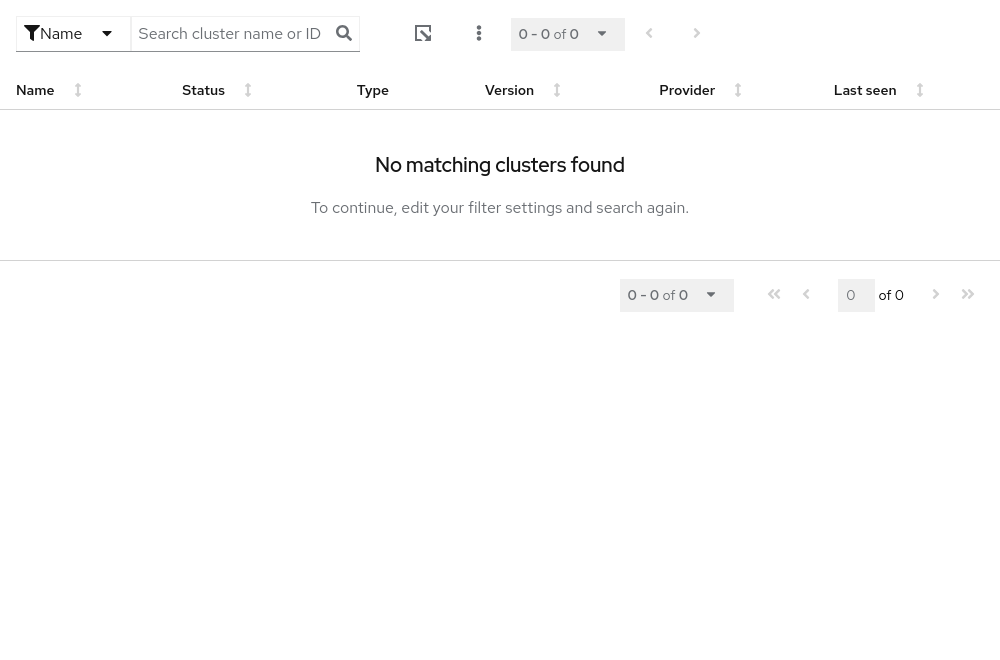 Name Search cluster name or ID 0 - 0 of 0
Name Status Type Version Provider Last seen
No matching clusters found
To continue, edit your filter settings and search again.
0 - 0 of 0 0 of 0